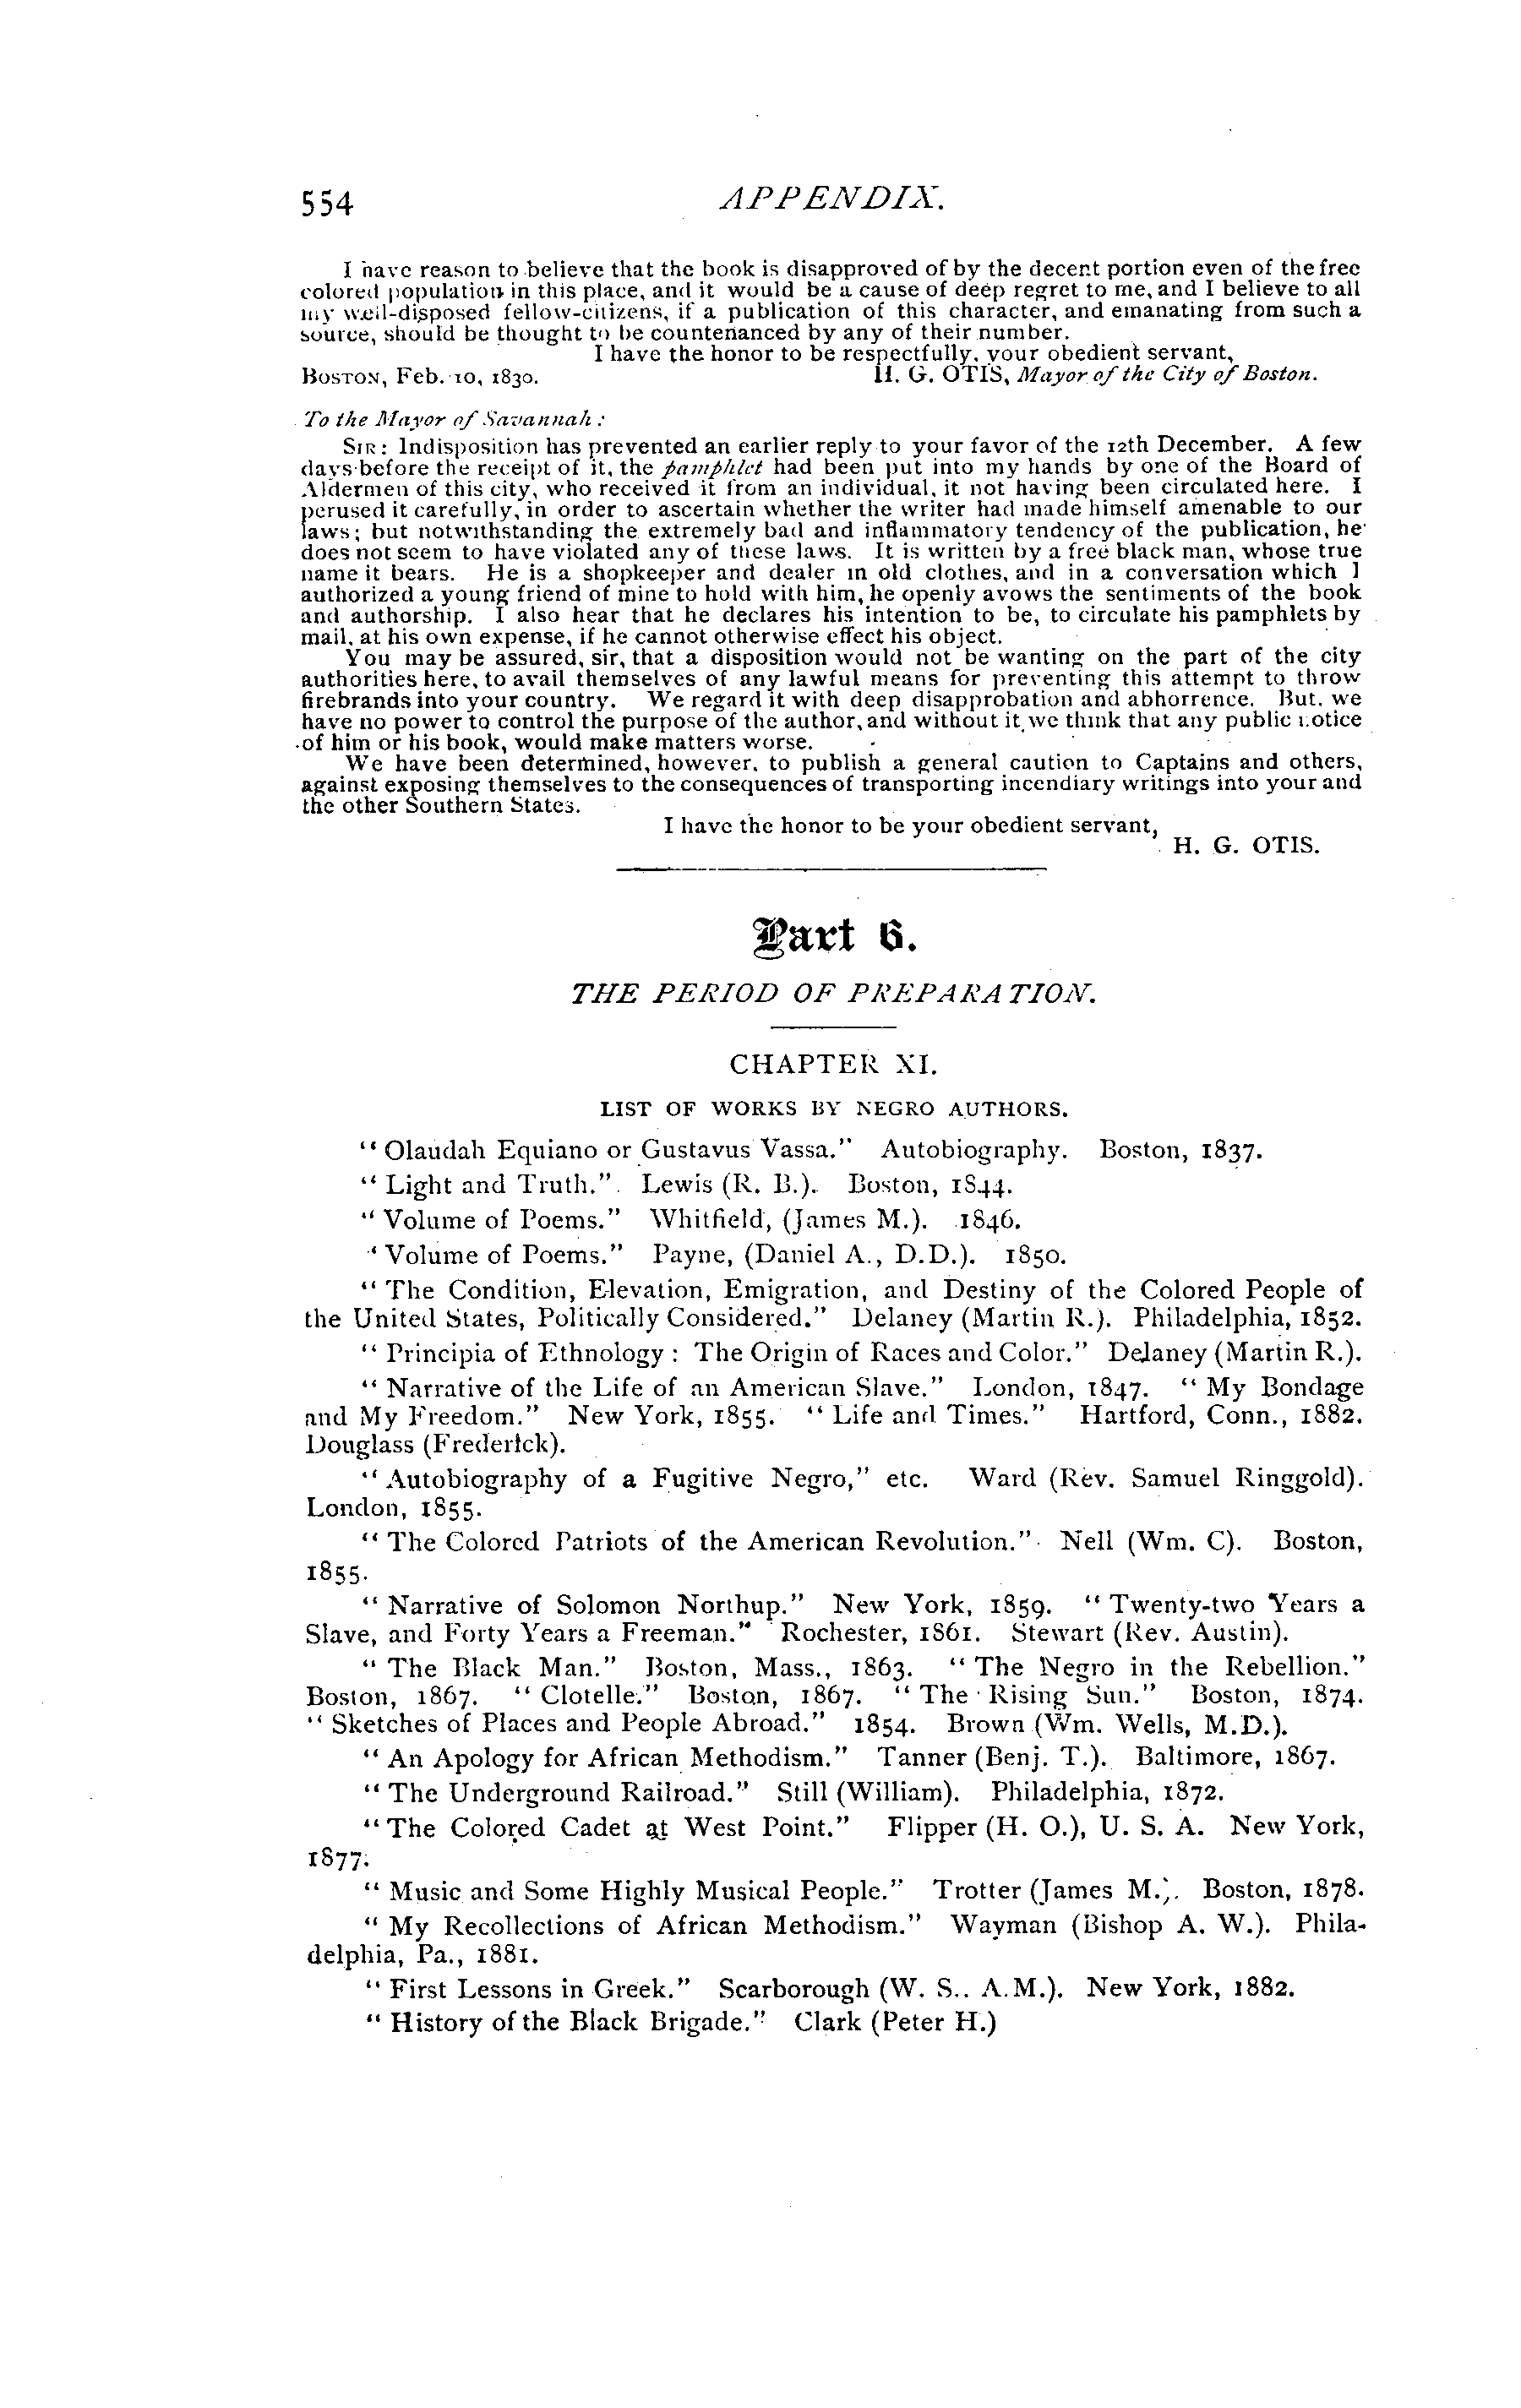 554 APPENDIX.
I have reason to believe that the book is disapproved of by the decent portion even of the free
colored population in this place, and it would be a cause of deep regret to me, and I believe to all
my well-disposed fellow-citizens, if a publication of this character, and emanating from such a
source, should be thought to be countenanced by any of their number.
I have the honor to be respectfully, your obedient servant,
BOSTON, Feb. 10, 1830. H. G. OTIS, Mayor of the City of Boston.
To the Mayor of Savannah :
SIR: Indisposition has prevented an earlier reply to your favor of the 12th December. A few
days before the receipt of it, the pamphlet had been put into my hands by one of the Board of
Aldermen of this city, who received it from an individual, it not having been circulated here. I
perused it carefully, in order to ascertain whether the writer had made himself amenable to our
laws; but notwithstanding the extremely bad and inflammatory tendency of the publication, he
does not seem to have violated any of these laws. It is written by a free black man, whose true
name it bears. He is a shopkeeper and dealer in old clothes, and in a conversation which I
authorized a young friend of mine to hold with him, he openly avows the sentiments of the book
and authorship. I also hear that he declares his intention to be, to circulate his pamphlets by
mail, at his own expense, if he cannot otherwise effect his object.
You may be assured, sir, that a disposition would not be wanting on the part of the city
authorities here, to avail themselves of any lawful means for preventing this attempt to throw
firebrands into your country. We regard it with deep disapprobation and abhorrence. But, we
have no power to control the purpose of the author, and without it we think that any public notice
of him or his book, would make matters worse.
We have been determined, however, to publish a general caution to Captains and others,
against exposing themselves to the consequences of transporting incendiary writings into your and
the other Southern States.
I have the honor to be your obedient servant,
H. G. OTIS.
Part 6.
THE PERIOD OF PREPARATION.
CHAPTER XI.
LIST OF WORKS BY NEGRO AUTHORS.
"Olaudah Equiano or Gustavus Vassa." Autobiography. Boston, 1837.
"Light and Truth." Lewis (R. B.). Boston, 1844.
"Volume of Poems." Whitfield, (James M.). 1846.
"Volume of Poems." Payne, (Daniel A., D.D.). 1850.
"The Condition, Elevation, Emigration, and Destiny of the Colored People of
the United States, Politically Considered." Delaney (Martin R.). Philadelphia, 1852.
"Principia of Ethnology : The Origin of Races and Color." Delaney (Martin R.).
"Narrative of the Life of an American Slave." London, 1847. "My Bondage
and My Freedom." New York, 1855. "Life and Times." Hartford, Conn., 1882.
Douglass (Frederick).
"Autobiography of a Fugitive Negro," etc. Ward (Rev. Samuel Ringgold).
London, 1855.
"The Colored Patriots of the American Revolution." Nell (Wm. C). Boston,
1855.
"Narrative of Solomon Northup." New York, 1859. "Twenty-two Years a
Slave, and Forty Years a Freeman." Rochester, 1861. Stewart (Rev. Austin).
"The Black Man." Boston, Mass., 1863. "The Negro in the Rebellion."
Boston, 1867. "Clotelle." Boston, 1867. "The Rising Sun." Boston, 1874.
"Sketches of Places and People Abroad." 1854. Brown (Wm. Wells, M.D.).
"An Apology for African Methodism." Tanner (Benj. T.). Baltimore, 1867.
"The Underground Railroad." Still (William). Philadelphia, 1872.
"The Colored Cadet at West Point." Flipper (H. O.), U. S. A. New York,
1877.
"Music and Some Highly Musical People." Trotter (James M.). Boston, 1878.
"My Recollections of African Methodism." Wayman (Bishop A. W.). Phila-
delphia, Pa., 1881.
"First Lessons in Greek." Scarborough (W. S., A.M.). New York, 1882.
"History of the Black Brigade." Clark (Peter H.)